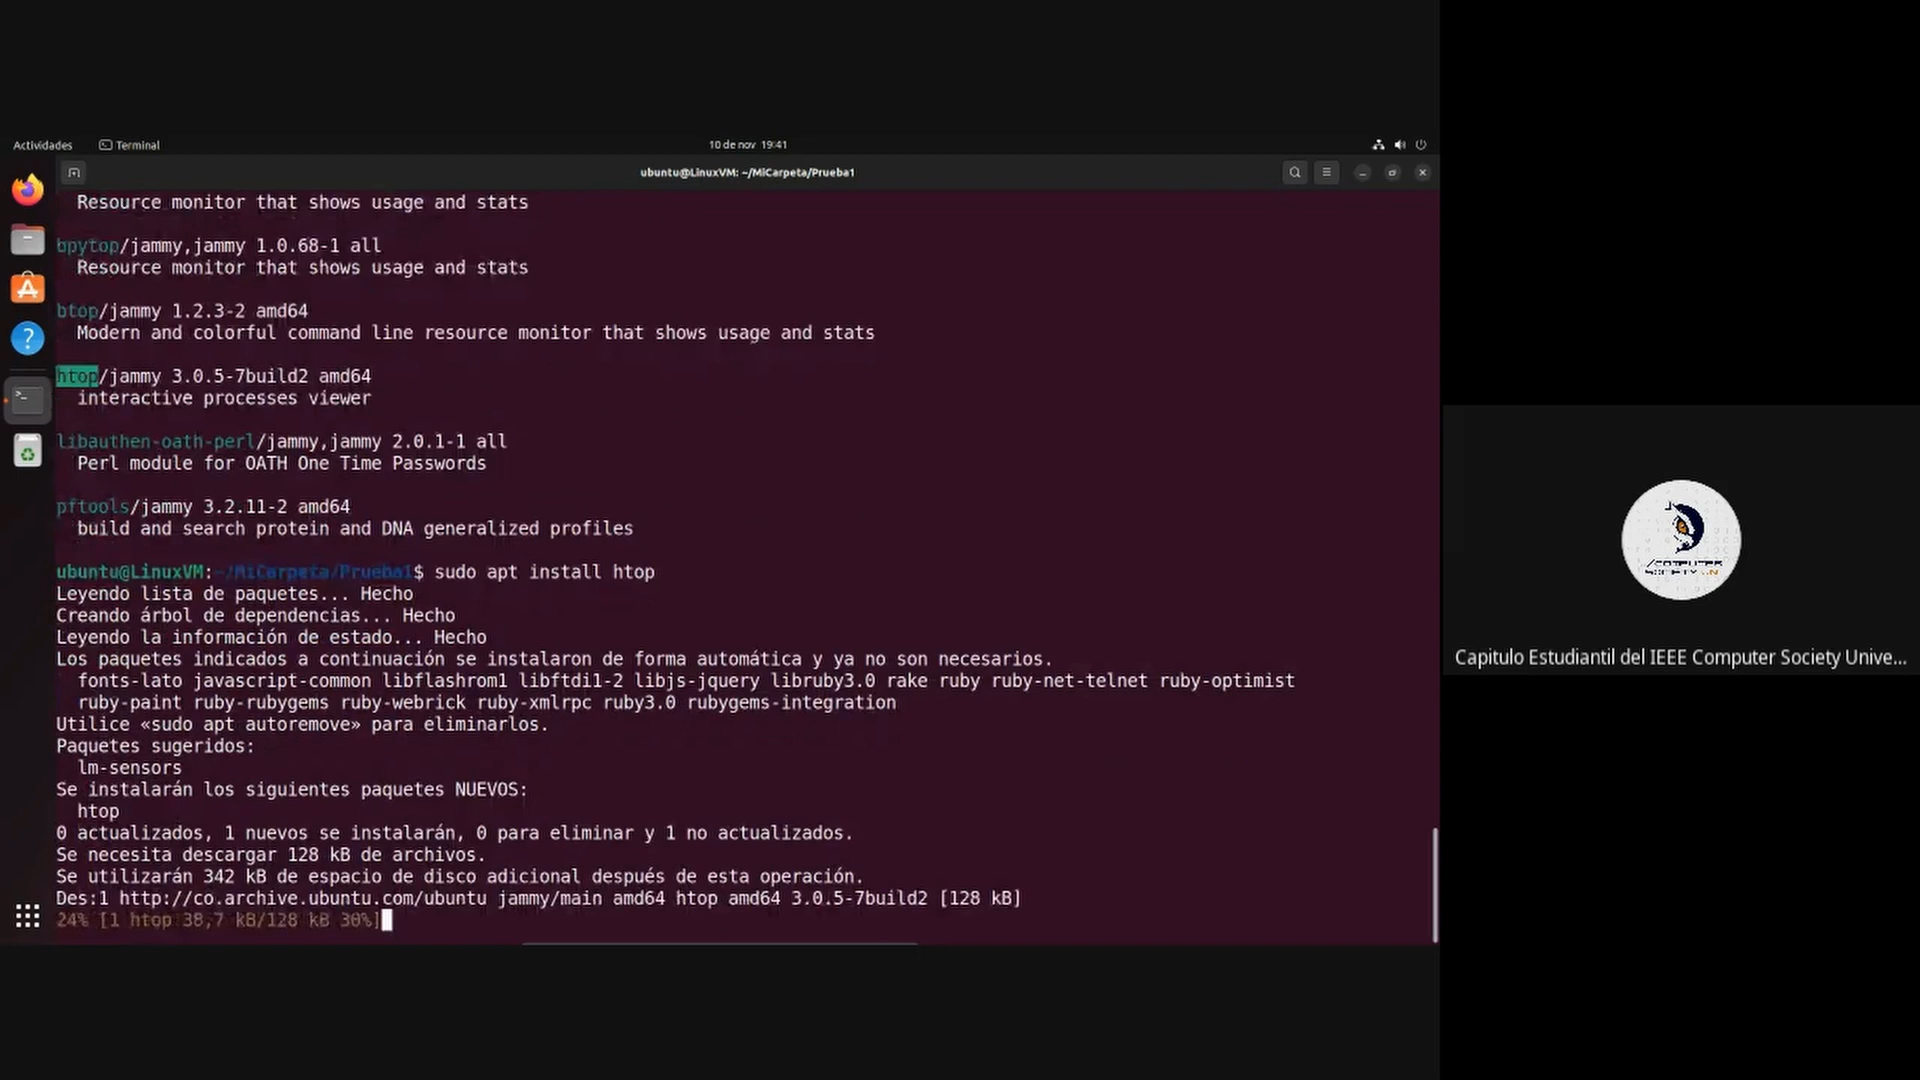 Actividades
Terminal
10 de nov 19:41
ubuntu@LinuxVM: ~/MiCarpeta/Prueba1
Resource monitor that shows usage and stats
bpytop/jammy,jammy 1.0.68-1 all
Resource monitor that shows usage and stats
btop/jammy 1.2.3-2 amd64
Modern and colorful command line resource monitor that shows usage and stats
htop/jammy 3.0.5-7build2 amd64
interactive processes viewer
libauthen-oath-perl/jammy,jammy 2.0.1-1 all
Perl module for OATH One Time Passwords
pftools/jammy 3.2.11-2 amd64
build and search protein and DNA generalized profiles
ubuntu@LinuxVM:~/MiCarpeta/Prueba1$ sudo apt install htop
Leyendo lista de paquetes... Hecho
Creando árbol de dependencias... Hecho
Leyendo la información de estado... Hecho
Los paquetes indicados a continuación se instalaron de forma automática y ya no son necesarios.
fonts-lato javascript-common libflashrom1 libftdi1-2 libjs-jquery libruby3.0 rake ruby ruby-net-telnet ruby-optimist
ruby-paint ruby-rubygems ruby-webrick ruby-xmlrpc ruby3.0 rubygems-integration
Utilice «sudo apt autoremove» para eliminarlos.
Paquetes sugeridos:
lm-sensors
Se instalarán los siguientes paquetes NUEVOS:
htop
0 actualizados, 1 nuevos se instalarán, 0 para eliminar y 1 no actualizados.
Se necesita descargar 128 kB de archivos.
Se utilizarán 342 kB de espacio de disco adicional después de esta operación.
Des:1 http://co.archive.ubuntu.com/ubuntu jammy/main amd64 htop amd64 3.0.5-7build2 [128 kB]
24% [1 htop 38,7 kB/128 kB 30%]
Capitulo Estudiantil del IEEE Computer Society Unive...